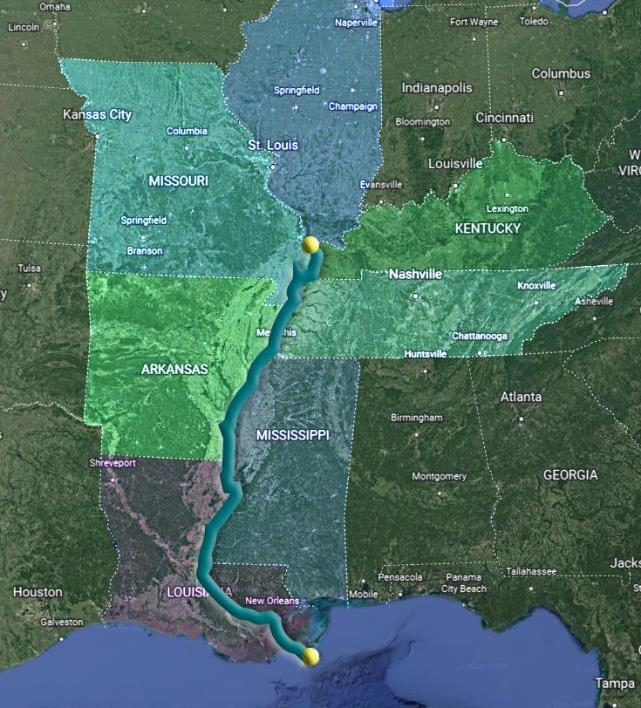 Omaha
Lincoln
Naperville
Fort Wayne
Toledo
Columbus
Springfield
Indianapolis
Champaign
Kansas City
Bloomington
Cincinnati
Columbia
St. Louis
W
VIRG
Louisville
MISSOURI
Evansville
Lexington
Springfield
KENTUCKY
Branson
Tulsa
Nashville
Knoxville
y
Asheville
Chattanooga
Huntsville
ARKANSAS
Atlanta
Birmingham
MISSISSIPPI
Shreveport
Montgomery
GEORGIA
Jacks
Tallahassee
Pensacola
Panama
City Beach
Mobile
St
Houston
New Orleans
Galveston
Tampa